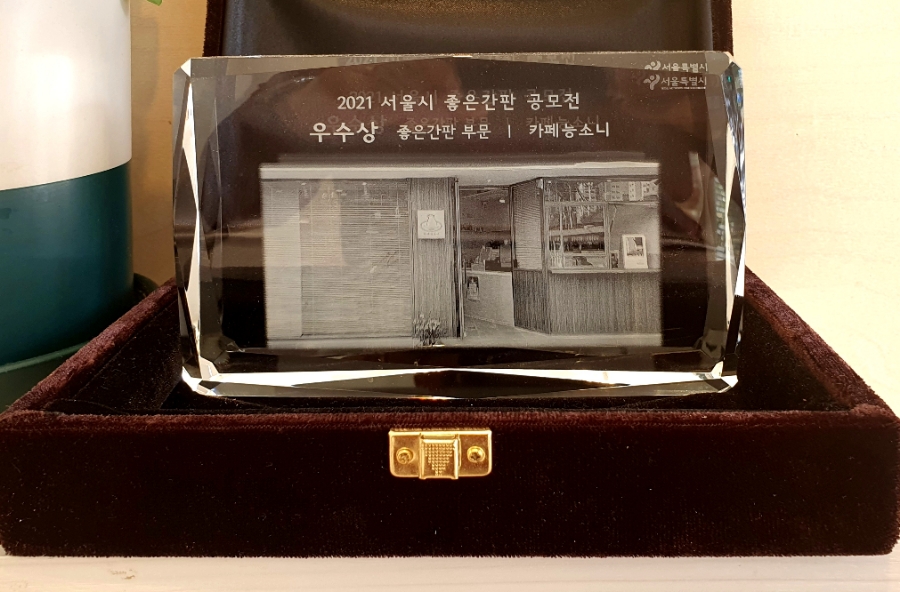 서울특별시
2021 서울시 좋은간판 공모전
우수상 좋은간판 부문 | 카페능소니